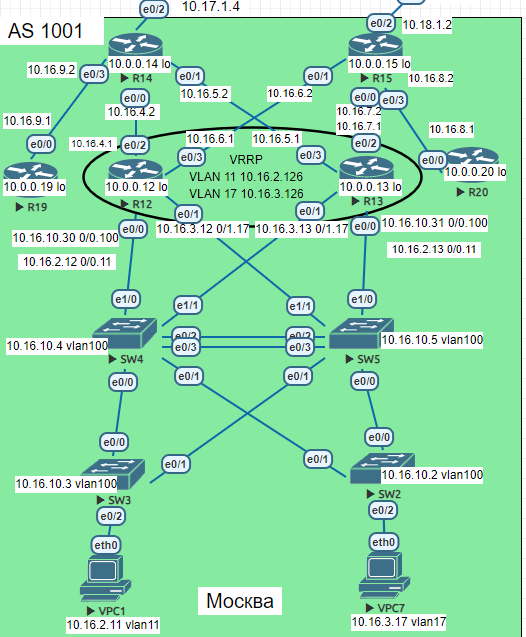 10.17.1.4
e0/2
10.18.1.2
AS 1001
10.0.0.14 lo
R14
10.0.0.15 lo
R15
10.16.9.2
e0/3
e0/1
10.16.5.2
10.16.6.2
e0/1
10.16.8.2
e0/0
e0/3
e0/0
10.16.4.2
10.16.7.2
10.16.7.1
10.16.9.1
10.16.8.1
e0/0
10.16.4.1
e0/2
10.16.6.1
10.16.5.1
e0/2
e0/0
e0/3
VRRP
e0/3
VLAN 11 10.16.2.126
VLAN 17 10.16.3.126
10.0.0.19 lo
R19
10.0.0.12 lo
R12
10.0.0.13 lo
R13
10.0.0.20 lo
R20
e0/1
e0/1
e0/0
10.16.3.12 0/1.17
10.16.3.13 0/1.17
e0/0
10.16.10.31 0/0.100
10.16.10.30 0/0.100
10.16.2.12 0/0.11
10.16.2.13 0/0.11
e1/0
e1/1
e1/1
e1/0
10.16.10.4 vlan100
SW4
e0/2
e0/3
e0/2
e0/3
10.16.10.5 vlan100
SW5
e0/0
e0/1
e0/1
e0/0
e0/0
e0/1
e0/1
e0/0
10.16.10.3 vlan100
SW3
10.16.10.2 vlan100
SW2
e0/2
e0/2
eth0
eth0
VPC1
10.16.2.11 vlan11
Москва
VPC7
10.16.3.17 vlan17